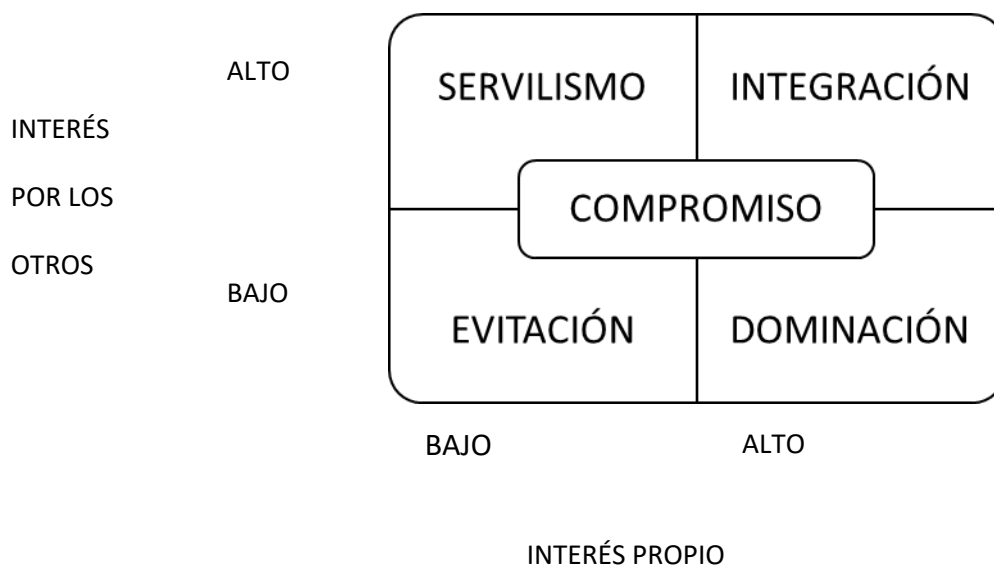 ALTO
SERVILISMO
INTEGRACIÓN
INTERÉS
POR LOS
OTROS
COMPROMISO
BAJO
EVITACIÓN
DOMINACIÓN
BAJO
ALTO
INTERÉS PROPIO